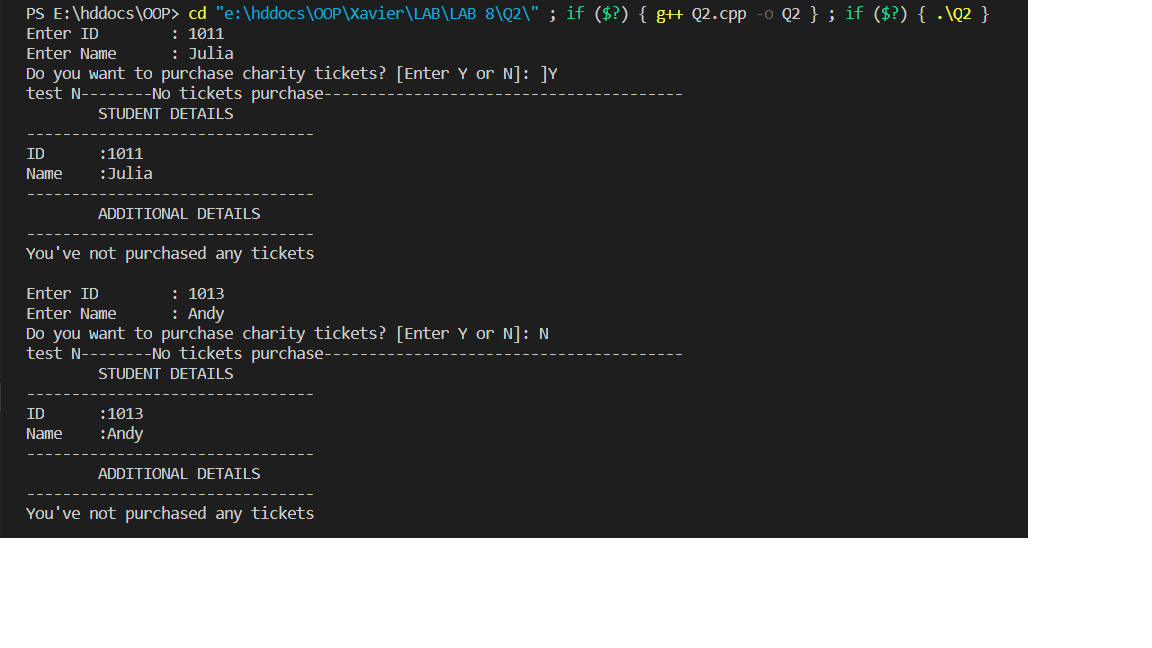 PS E:\hddocs\OOP> cd "e:\hddocs\OOP\Xavier\LAB\LAB 8\Q2\" ; if ($?) { g++ Q2.cpp -o Q2 } ; if ($?) { .\Q2 }
Enter ID        : 1011
Enter Name      : Julia
Do you want to purchase charity tickets? [Enter Y or N]: ]Y
test N--------No tickets purchase----------------------------------------
        STUDENT DETAILS
--------------------------------
ID      :1011
Name    :Julia
--------------------------------
        ADDITIONAL DETAILS
--------------------------------
You've not purchased any tickets

Enter ID        : 1013
Enter Name      : Andy
Do you want to purchase charity tickets? [Enter Y or N]: N
test N--------No tickets purchase----------------------------------------
        STUDENT DETAILS
--------------------------------
ID      :1013
Name    :Andy
--------------------------------
        ADDITIONAL DETAILS
--------------------------------
You've not purchased any tickets